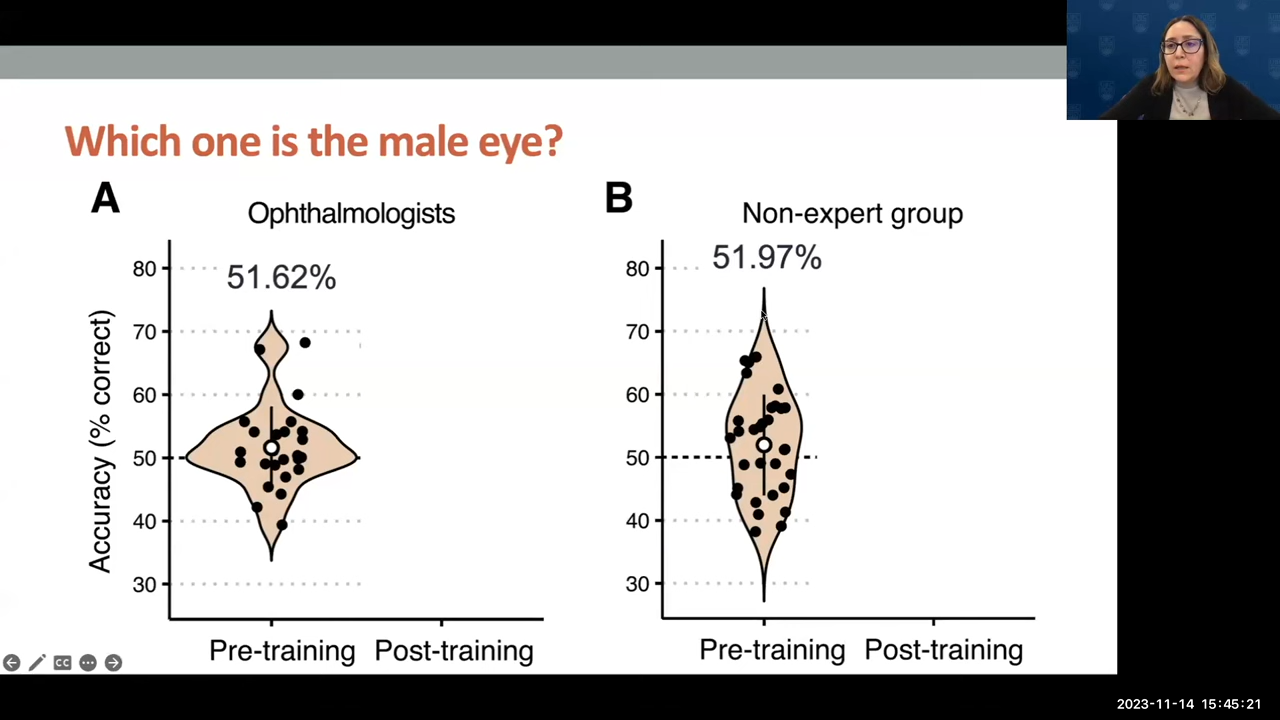 Which one is the male eye?
A
Ophthalmologists
51.62%
Accuracy (% correct)
80
70
60
50
40
30
Pre-training
Post-training
B
Non-expert group
51.97%
80
70
60
50
40
30
Pre-training
Post-training
CC
2023-11-14 15:45:21